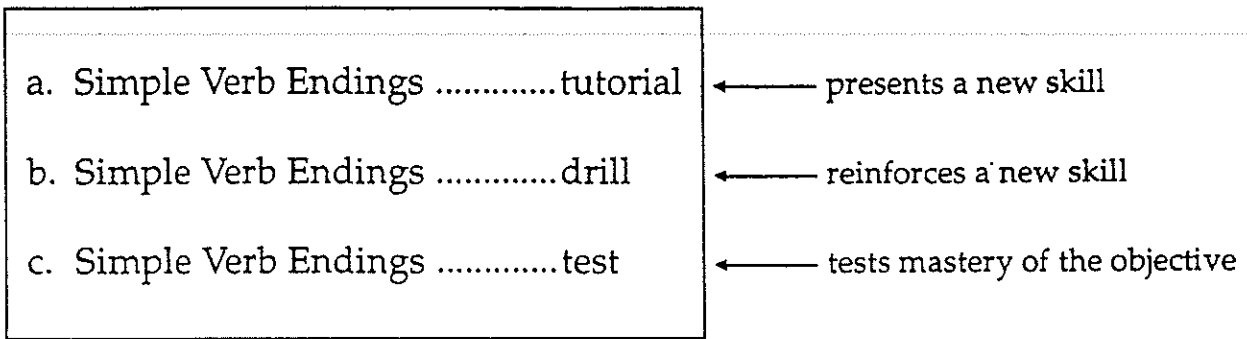 a. Simple Verb Endings .............tutorial ← presents a new skill
b. Simple Verb Endings .............drill ← reinforces a new skill
c. Simple Verb Endings .............test ← tests mastery of the objective